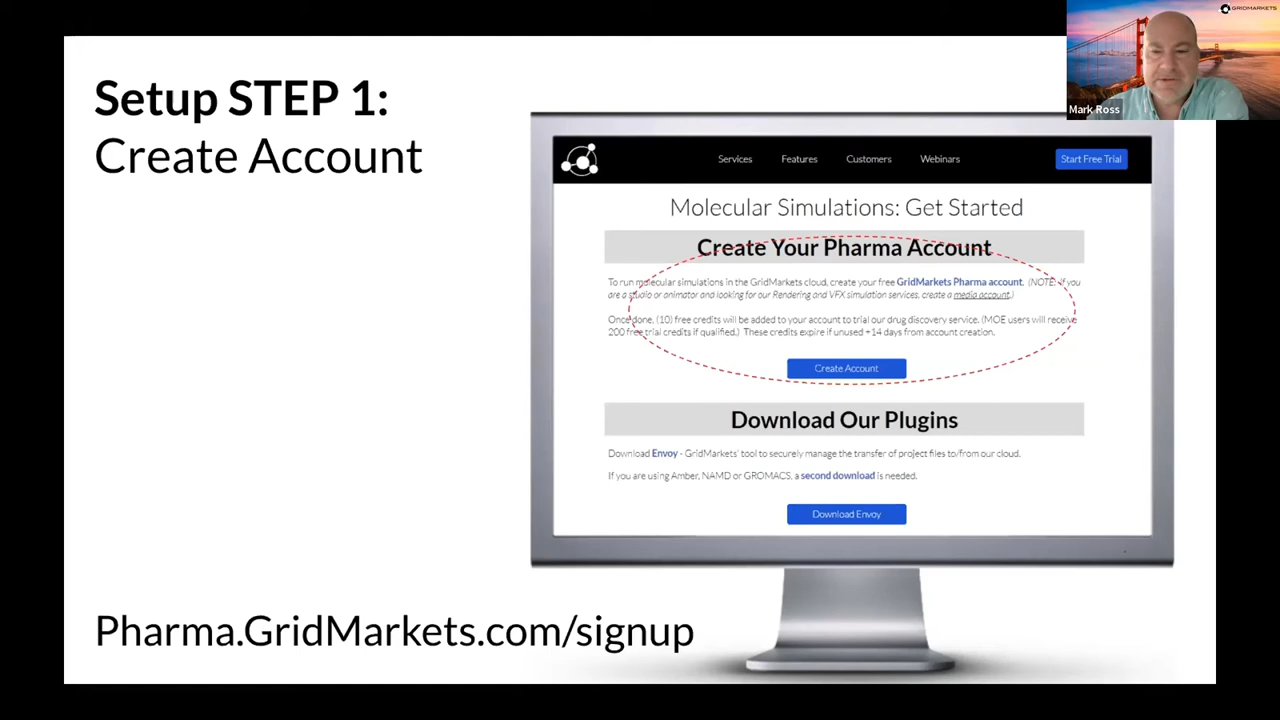 GRIDMARKETS
Mark Ross
Setup STEP 1:
Create Account
Services Features Customers Webinars Start Free Trial
Molecular Simulations: Get Started
Create Your Pharma Account
To run molecular simulations in the GridMarkets cloud, create your free GridMarkets Pharma account. (NOTE: If you
are a studio or animator and looking for our Rendering and VFX simulation services, create a media account.)
Once done, (10) free credits will be added to your account to trial our drug discovery service. (MOE users will receive
200 free trial credits if qualified.) These credits expire if unused +14 days from account creation.
Create Account
Download Our Plugins
Download Envoy - GridMarkets' tool to securely manage the transfer of project files to/from our cloud.
If you are using Amber, NAMD or GROMACS, a second download is needed.
Download Envoy
Pharma.GridMarkets.com/signup